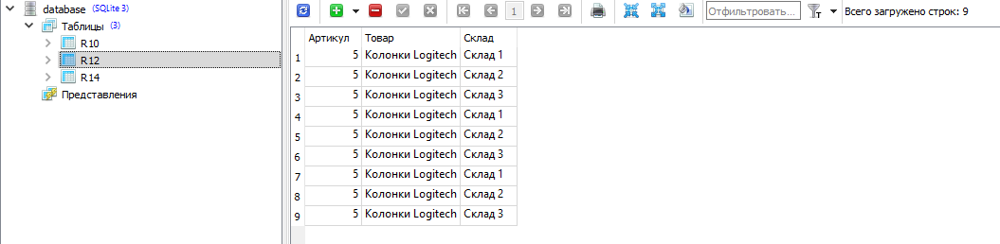 database (SQLite 3)
Таблицы (3)
R10
R12
R14
Представления
1 Отфильтровать... Всего загружено строк: 9
Артикул Товар Склад
1 5 Колонки Logitech Склад 1
2 5 Колонки Logitech Склад 2
3 5 Колонки Logitech Склад 3
4 5 Колонки Logitech Склад 1
5 5 Колонки Logitech Склад 2
6 5 Колонки Logitech Склад 3
7 5 Колонки Logitech Склад 1
8 5 Колонки Logitech Склад 2
9 5 Колонки Logitech Склад 3